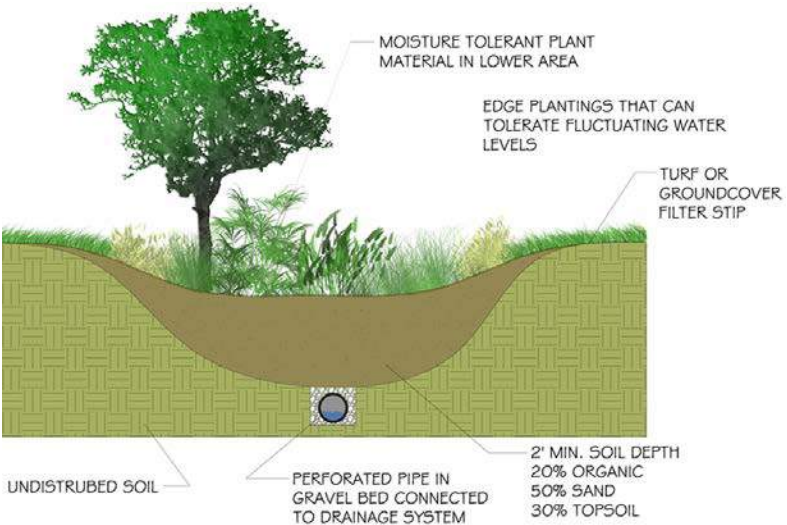 MOISTURE TOLERANT PLANT
MATERIAL IN LOWER AREA
EDGE PLANTINGS THAT CAN
TOLERATE FLUCTUATING WATER
LEVELS
TURF OR
GROUNDCOVER
FILTER STIP
2' MIN. SOIL DEPTH
20% ORGANIC
50% SAND
30% TOPSOIL
UNDISTRUBED SOIL
PERFORATED PIPE IN
GRAVEL BED CONNECTED
TO DRAINAGE SYSTEM